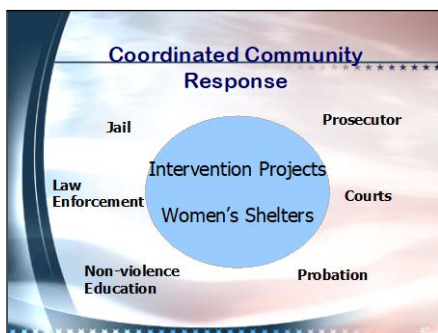 Coordinated Community
Response
Jail
Prosecutor
Intervention Projects
Women's Shelters
Law
Enforcement
Courts
Non-violence
Education
Probation